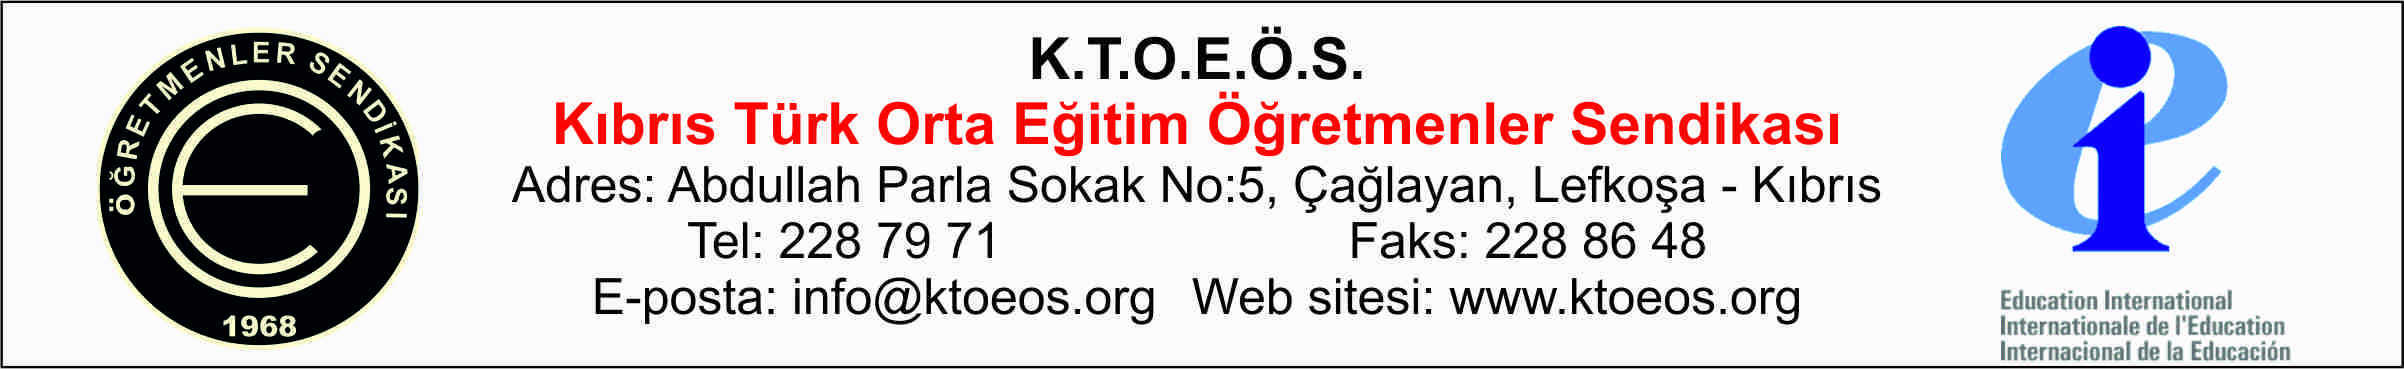 ÖĞRETMENLER SENDİKASI
1968
K.T.O.E.Ö.S.
Kıbrıs Türk Orta Eğitim Öğretmenler Sendikası
Adres: Abdullah Parla Sokak No:5, Çağlayan, Lefkoşa - Kıbrıs
Tel: 228 79 71 Faks: 228 86 48
E-posta: info@ktoeos.org Web sitesi: www.ktoeos.org
Education International
Internationale de l'Education
Internacional de la Educación